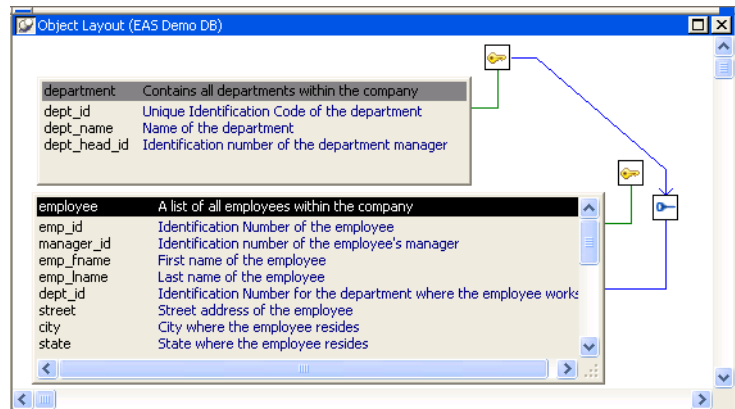 Object Layout (EAS Demo DB)
department Contains all departments within the company
dept_id Unique Identification Code of the department
dept_name Name of the department
dept_head_id Identification number of the department manager
employee A list of all employees within the company
emp_id Identification Number of the employee
manager_id Identification number of the employee's manager
emp_fname First name of the employee
emp_lname Last name of the employee
dept_id Identification Number for the department where the employee works
street Street address of the employee
city City where the employee resides
state State where the employee resides